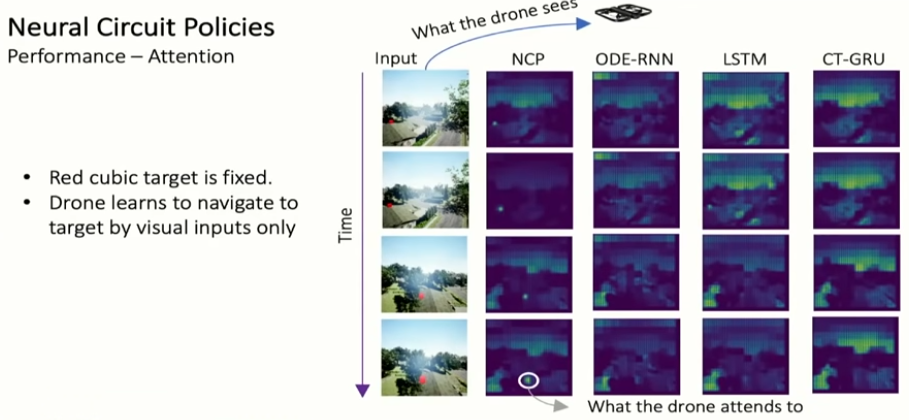 Neural Circuit Policies
Performance – Attention
What the drone sees
Input
NCP
ODE-RNN
LSTM
CT-GRU
• Red cubic target is fixed.
• Drone learns to navigate to
target by visual inputs only
Time
What the drone attends to